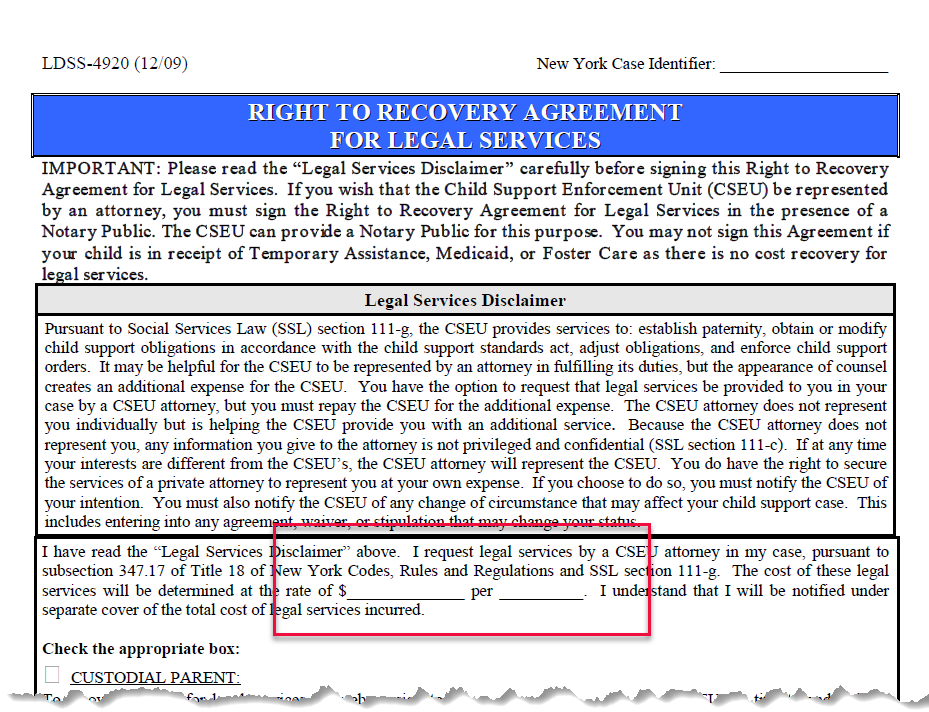 LDSS-4920 (12/09) New York Case Identifier: ____________________
RIGHT TO RECOVERY AGREEMENT
FOR LEGAL SERVICES
IMPORTANT: Please read the “Legal Services Disclaimer” carefully before signing this Right to Recovery
Agreement for Legal Services. If you wish that the Child Support Enforcement Unit (CSEU) be represented
by an attorney, you must sign the Right to Recovery Agreement for Legal Services in the presence of a
Notary Public. The CSEU can provide a Notary Public for this purpose. You may not sign this Agreement if
your child is in receipt of Temporary Assistance, Medicaid, or Foster Care as there is no cost recovery for
legal services.
Legal Services Disclaimer
Pursuant to Social Services Law (SSL) section 111-g, the CSEU provides services to: establish paternity, obtain or modify
child support obligations in accordance with the child support standards act, adjust obligations, and enforce child support
orders. It may be helpful for the CSEU to be represented by an attorney in fulfilling its duties, but the appearance of counsel
creates an additional expense for the CSEU. You have the option to request that legal services be provided to you in your
case by a CSEU attorney, but you must repay the CSEU for the additional expense. The CSEU attorney does not represent
you individually but is helping the CSEU provide you with an additional service. Because the CSEU attorney does not
represent you, any information you give to the attorney is not privileged and confidential (SSL section 111-c). If at any time
your interests are different from the CSEU’s, the CSEU attorney will represent the CSEU. You do have the right to secure
the services of a private attorney to represent you at your own expense. If you choose to do so, you must notify the CSEU of
your intention. You must also notify the CSEU of any change of circumstance that may affect your child support case. This
includes entering into any agreement, waiver, or stipulation that may change your status.
I have read the “Legal Services Disclaimer” above. I request legal services by a CSEU attorney in my case, pursuant to
subsection 347.17 of Title 18 of New York Codes, Rules and Regulations and SSL section 111-g. The cost of these legal
services will be determined at the rate of $______________ per __________. I understand that I will be notified under
separate cover of the total cost of legal services incurred.
Check the appropriate box:
CUSTODIAL PARENT: